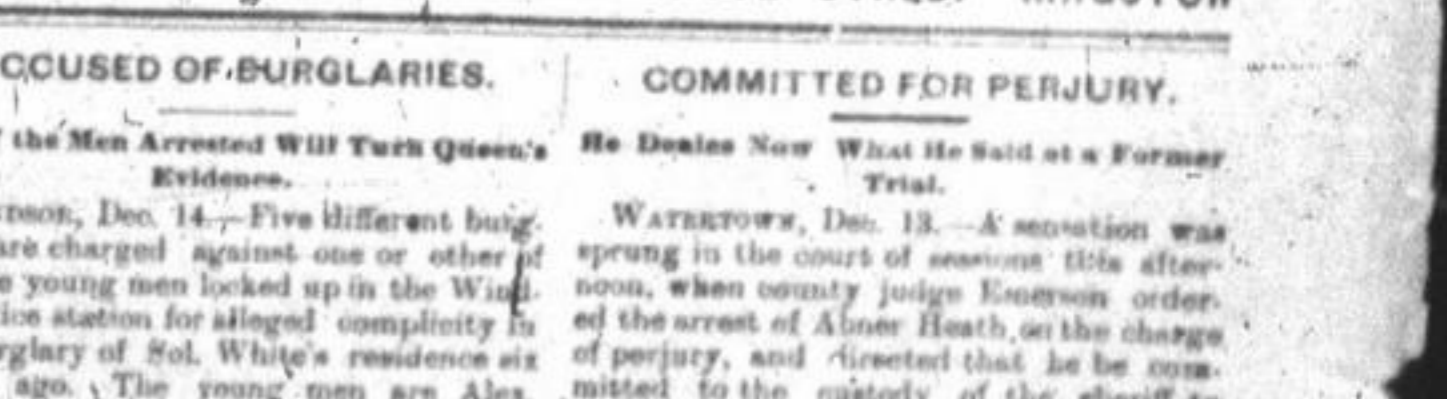 CCUSED OF BURGLARIES.
the Men Arrested Will Turn Queen's
Evidence.
Dec. 14.—Five different burg-
are charged against one or other of
young men locked up in the Wind-
ice station for alleged complicity in
rglary of Sol. White's residence six
ago. The young men are Alex.
COMMITTED FOR PERJURY.
He Denies Now What He Said at a Former
Trial.
WATERTOWN, Dec. 13.—A sensation was
sprung in the court of sessions this after-
noon, when county judge Emerson order-
ed the arrest of Abner Heath, on the charge
of perjury, and directed that he be com-
mitted to the custody of the sheriff